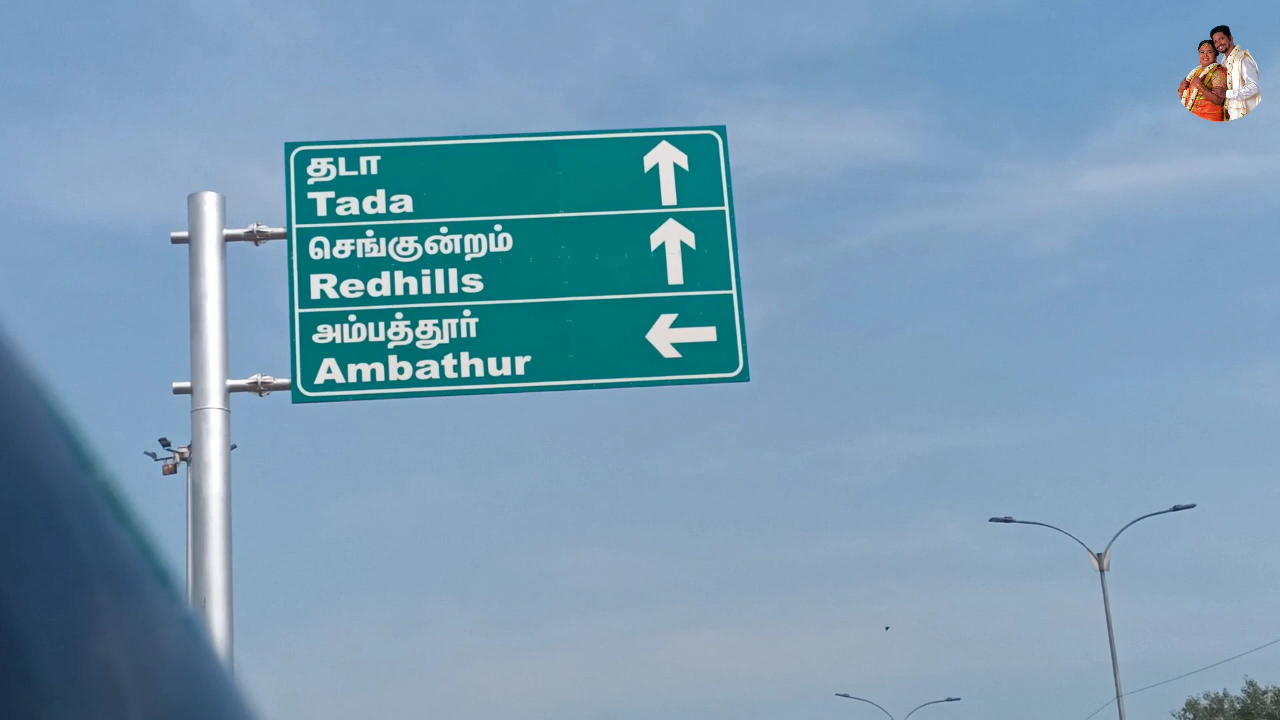 தடா
Tada
செங்குன்றம்
Redhills
அம்பத்தூர்
Ambathur